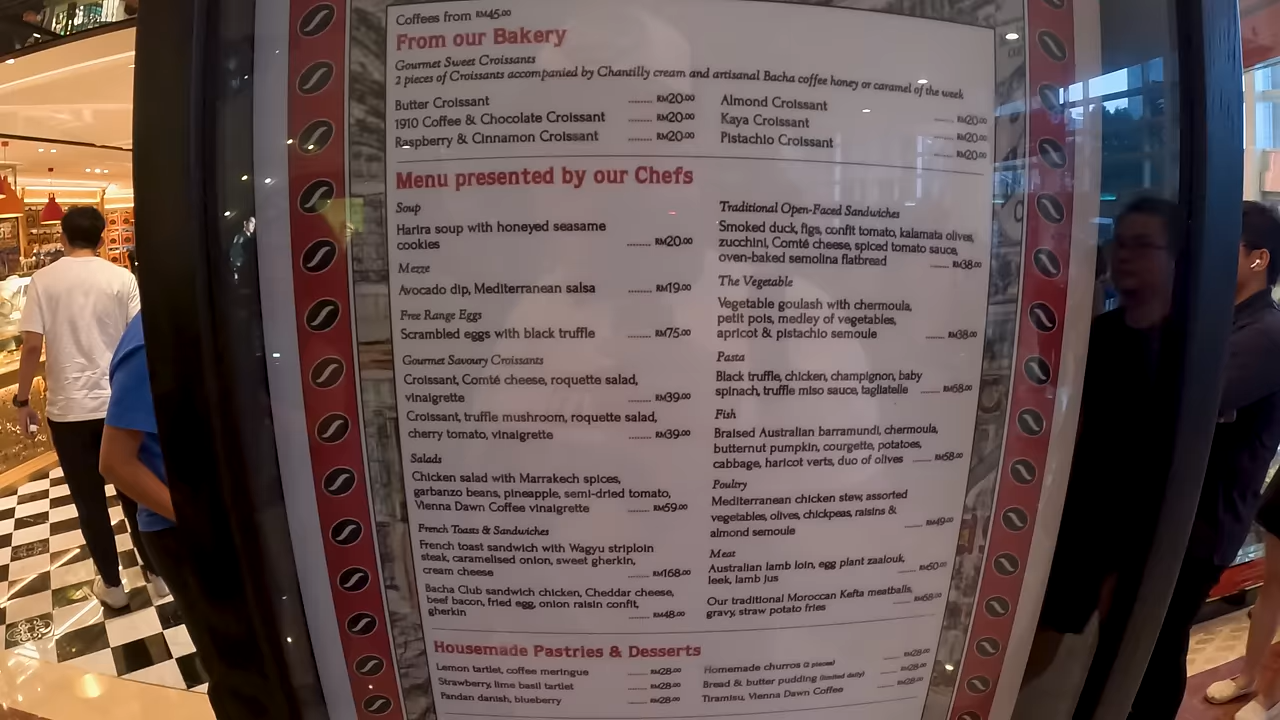 Coffees from RM45.00
From our Bakery
Gourmet Sweet Croissants
2 pieces of Croissants accompanied by Chantilly cream and artisanal Bacha coffee honey or caramel of the week
Butter Croissant ........ RM20.00
1910 Coffee & Chocolate Croissant ........ RM20.00
Raspberry & Cinnamon Croissant ........ RM20.00
Almond Croissant ........ RM20.00
Kaya Croissant ........ RM20.00
Pistachio Croissant ........ RM20.00
Menu presented by our Chefs
Soup
Harira soup with honeyed seasame
cookies ........ RM20.00
Mezze
Avocado dip, Mediterranean salsa ........ RM19.00
Free Range Eggs
Scrambled eggs with black truffle ........ RM75.00
Gourmet Savoury Croissants
Croissant, Comté cheese, roquette salad,
vinaigrette ........ RM39.00
Croissant, truffle mushroom, roquette salad,
cherry tomato, vinaigrette ........ RM39.00
Salads
Chicken salad with Marrakech spices,
garbanzo beans, pineapple, semi-dried tomato,
Vienna Dawn Coffee vinaigrette ........ RM59.00
French Toasts & Sandwiches
French toast sandwich with Wagyu striploin
steak, caramelised onion, sweet gherkin,
cream cheese ........ RM168.00
Bacha Club sandwich chicken, Cheddar cheese,
beef bacon, fried egg, onion raisin confit,
gherkin ........ RM48.00
Traditional Open-Faced Sandwiches
Smoked duck, figs, confit tomato, kalamata olives,
zucchini, Comté cheese, spiced tomato sauce,
oven-baked semolina flatbread ........ RM38.00
The Vegetable
Vegetable goulash with chermoula,
petit pois, medley of vegetables,
apricot & pistachio semoule ........ RM38.00
Pasta
Black truffle, chicken, champignon, baby
spinach, truffle miso sauce, tagliatelle ........ RM68.00
Fish
Braised Australian barramundi, chermoula,
butternut pumpkin, courgette, potatoes,
cabbage, haricot verts, duo of olives ........ RM58.00
Poultry
Mediterranean chicken stew, assorted
vegetables, olives, chickpeas, raisins &
almond semoule ........ RM49.00
Meat
Australian lamb loin, egg plant zaalouk,
leek, lamb jus ........ RM60.00
Our traditional Moroccan Kefta meatballs,
gravy, straw potato fries ........ RM68.00
Housemade Pastries & Desserts
Lemon tartlet, coffee meringue ........ RM28.00
Strawberry, lime basil tartlet ........ RM28.00
Pandan danish, blueberry ........ RM28.00
Homemade churros (2 pieces) ........ RM28.00
Bread & butter pudding (limited daily) ........ RM28.00
Tiramisu, Vienna Dawn Coffee ........ RM28.00